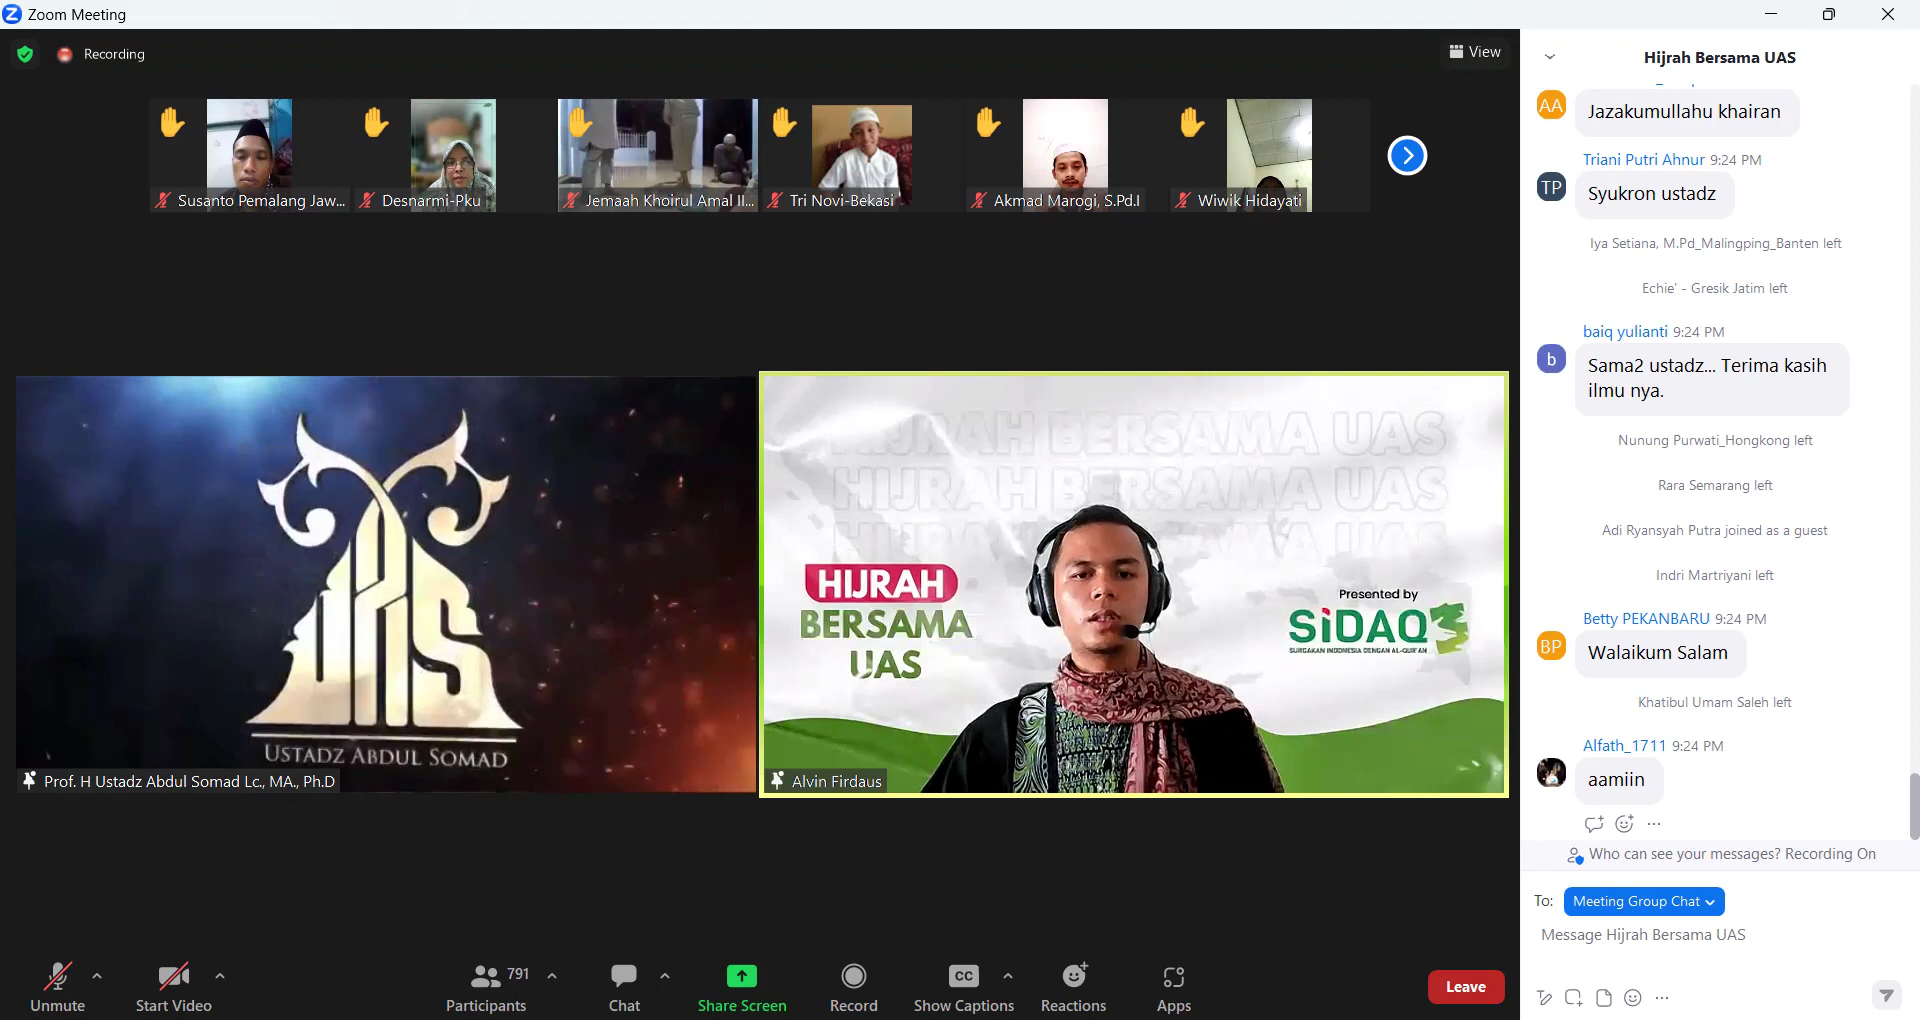 Zoom Meeting
Recording
View
Susanto Pemalang Jaw...
Desnarmi-Pku
Jemaah Khoirul Amal II...
Tri Novi-Bekasi
Akmad Marogi, S.Pd.I
Wiwik Hidayati
UAS
USTADZ ABDUL SOMAD
Prof. H Ustadz Abdul Somad Lc., MA., Ph.D
HIJRAH BERSAMA UAS
HIJRAH BERSAMA UAS
HIJRAH
BERSAMA
UAS
Presented by
SiDAQ
SURGAKAN INDONESIA DENGAN AL-QUR'AN
Alvin Firdaus
Unmute
Start Video
791
Participants
Chat
Share Screen
Record
CC
Show Captions
Reactions
Apps
Leave
Hijrah Bersama UAS
AA
Jazakumullahu khairan
Triani Putri Ahnur 9:24 PM
TP
Syukron ustadz
Iya Setiana, M.Pd_Malingping_Banten left
Echie' - Gresik Jatim left
baiq yulianti 9:24 PM
b
Sama2 ustadz... Terima kasih
ilmu nya.
Nunung Purwati_Hongkong left
Rara Semarang left
Adi Ryansyah Putra joined as a guest
Indri Martriyani left
Betty PEKANBARU 9:24 PM
BP
Walaikum Salam
Khatibul Umam Saleh left
Alfath_1711 9:24 PM
aamiin
Who can see your messages? Recording On
To: Meeting Group Chat
Message Hijrah Bersama UAS